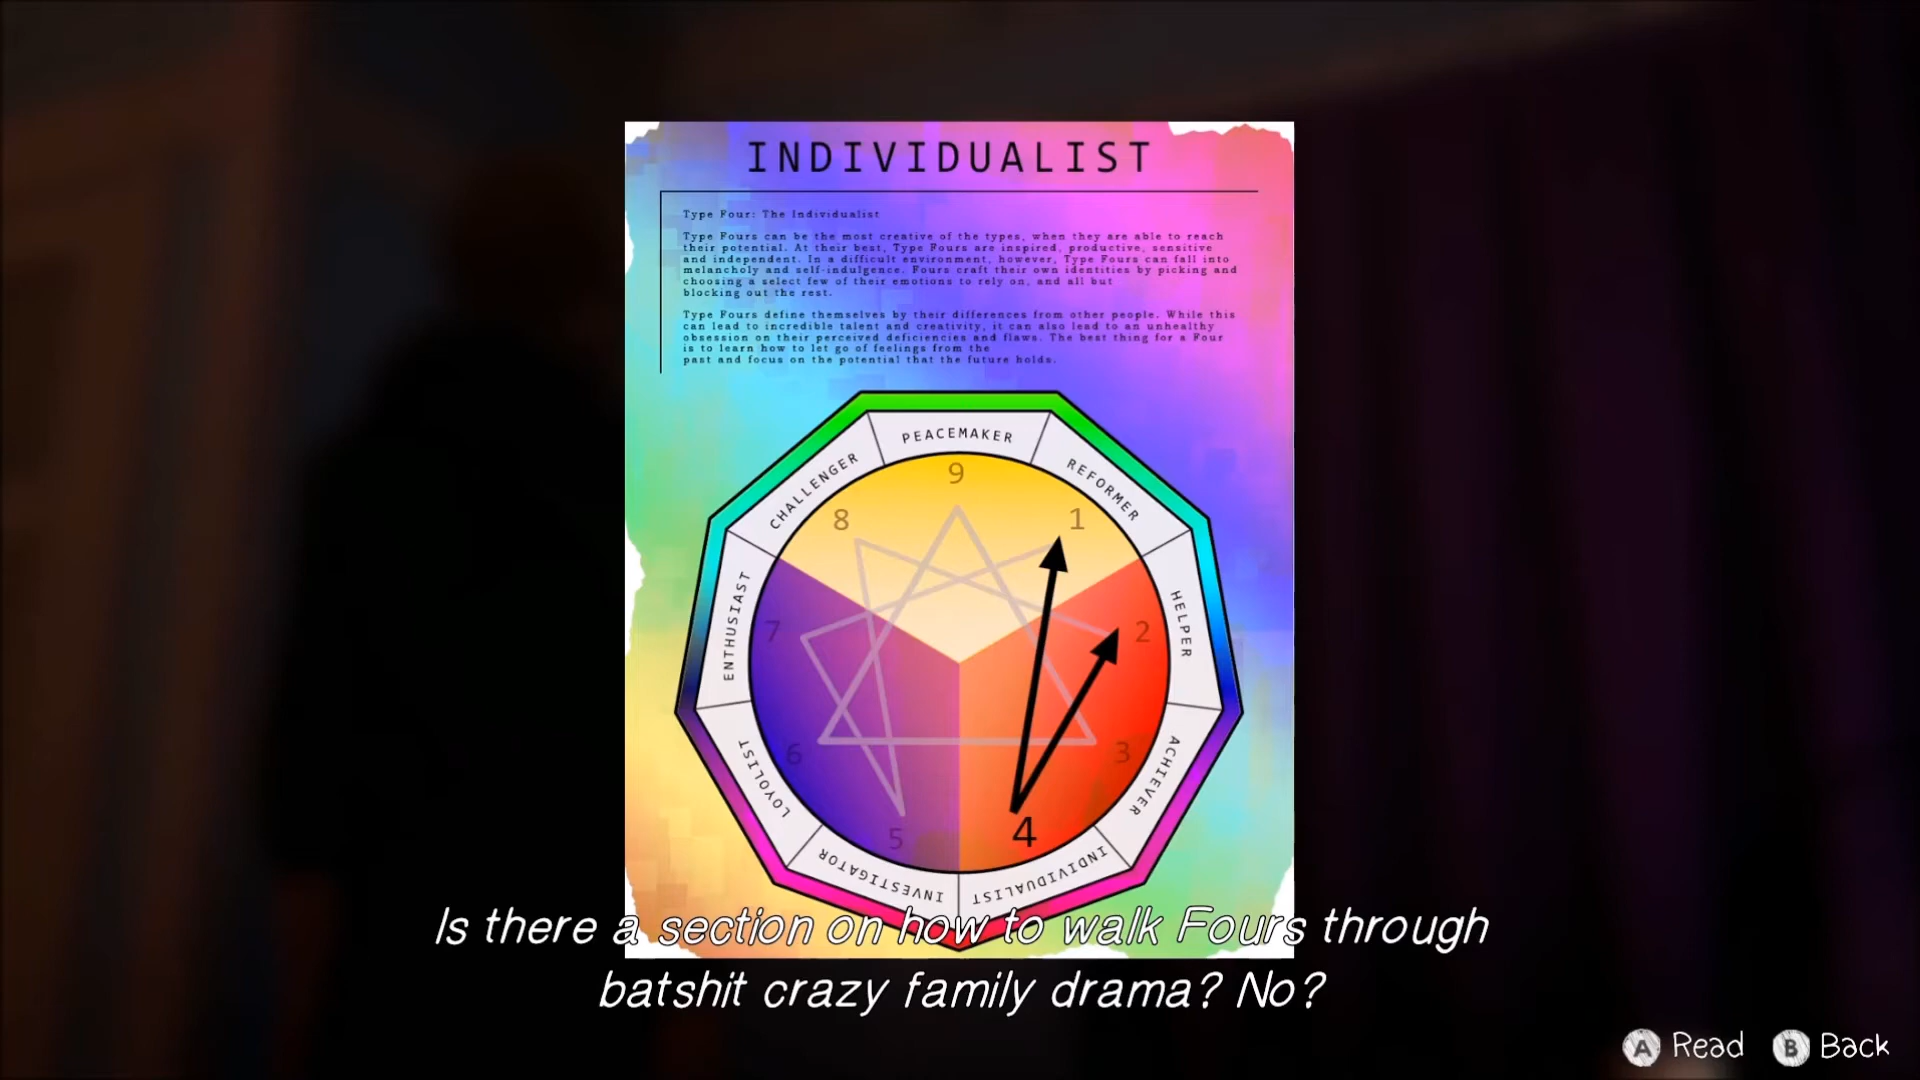 INDIVIDUALIST
Type Four: The Individualist
Type Fours can be the most creative of the types, when they are able to reach
their potential. At their best, Type Fours are inspired, productive, sensitive
and independent. In a difficult environment, however, Type Fours can fall into
melancholy and self-indulgence. Fours craft their own identities by picking and
choosing a select few of their emotions to rely on, and all but
blocking out the rest.
Type Fours define themselves by their differences from other people. While this
can lead to incredible talent and creativity, it can also lead to an unhealthy
obsession on their perceived deficiencies and flaws. The best thing for a Four
is to learn how to let go of feelings from the
past and focus on the potential that the future holds.
PEACEMAKER
9
CHALLENGER
8
REFORMER
1
ENTHUSIAST
7
HELPER
2
LOYOLIST
6
ACHIEVER
3
INVESTIGATOR
5
INDIVIDUALIST
4
Is there a section on how to walk Fours through
batshit crazy family drama? No?
A Read B Back